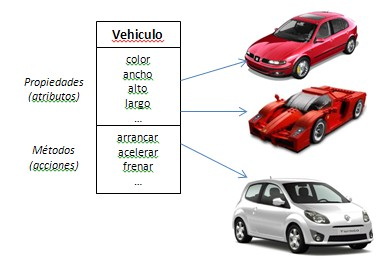 Vehiculo
Propiedades
(atributos)
color
ancho
alto
largo
...
Métodos
(acciones)
arrancar
acelerar
frenar
...